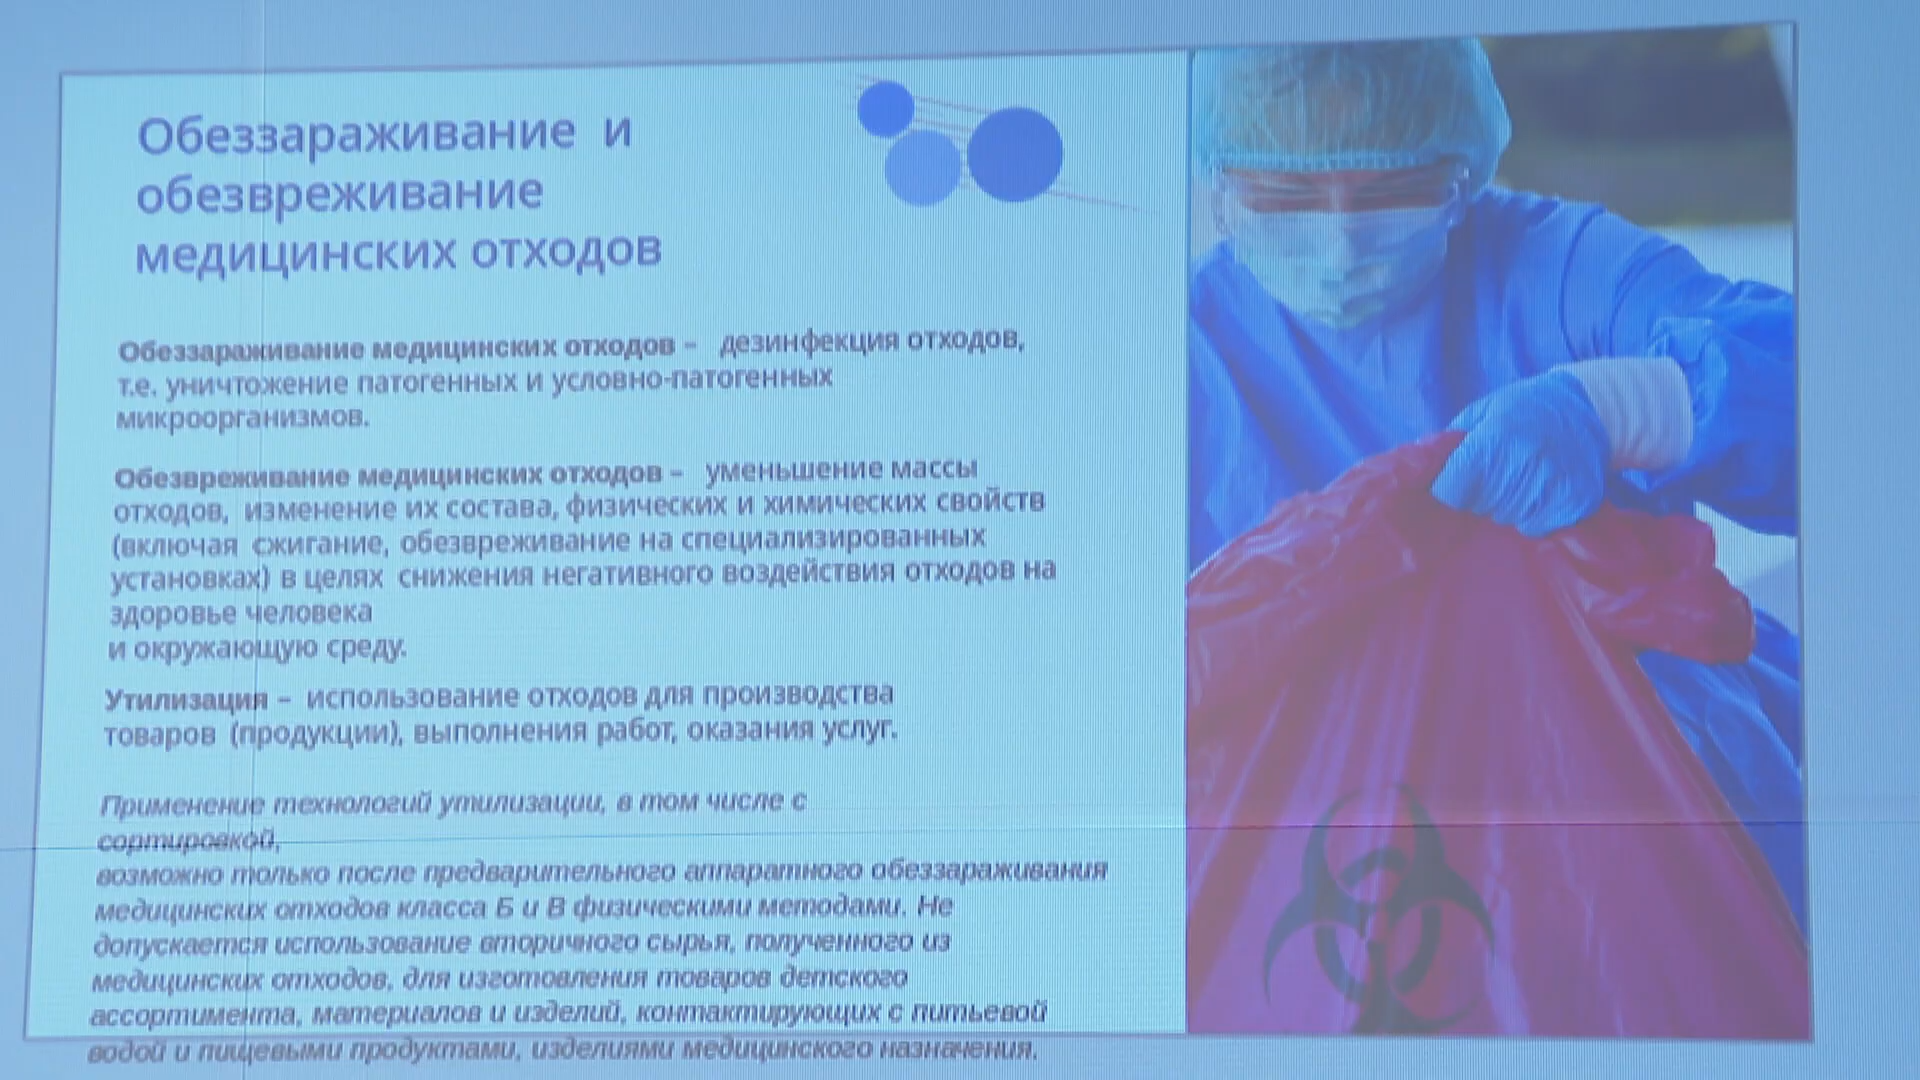 Обеззараживание и
обезвреживание
медицинских отходов
Обеззараживание медицинских отходов – дезинфекция отходов,
т.е. уничтожение патогенных и условно-патогенных
микроорганизмов.
Обезвреживание медицинских отходов – уменьшение массы
отходов, изменение их состава, физических и химических свойств
(включая сжигание, обезвреживание на специализированных
установках) в целях снижения негативного воздействия отходов на
здоровье человека
и окружающую среду.
Утилизация – использование отходов для производства
товаров (продукции), выполнения работ, оказания услуг.
Применение технологий утилизации, в том числе с
сортировкой,
возможно только после предварительного аппаратного обеззараживания
медицинских отходов класса Б и В физическими методами. Не
допускается использование вторичного сырья, полученного из
медицинских отходов, для изготовления товаров детского
ассортимента, материалов и изделий, контактирующих с питьевой
водой и пищевыми продуктами, изделиями медицинского назначения.